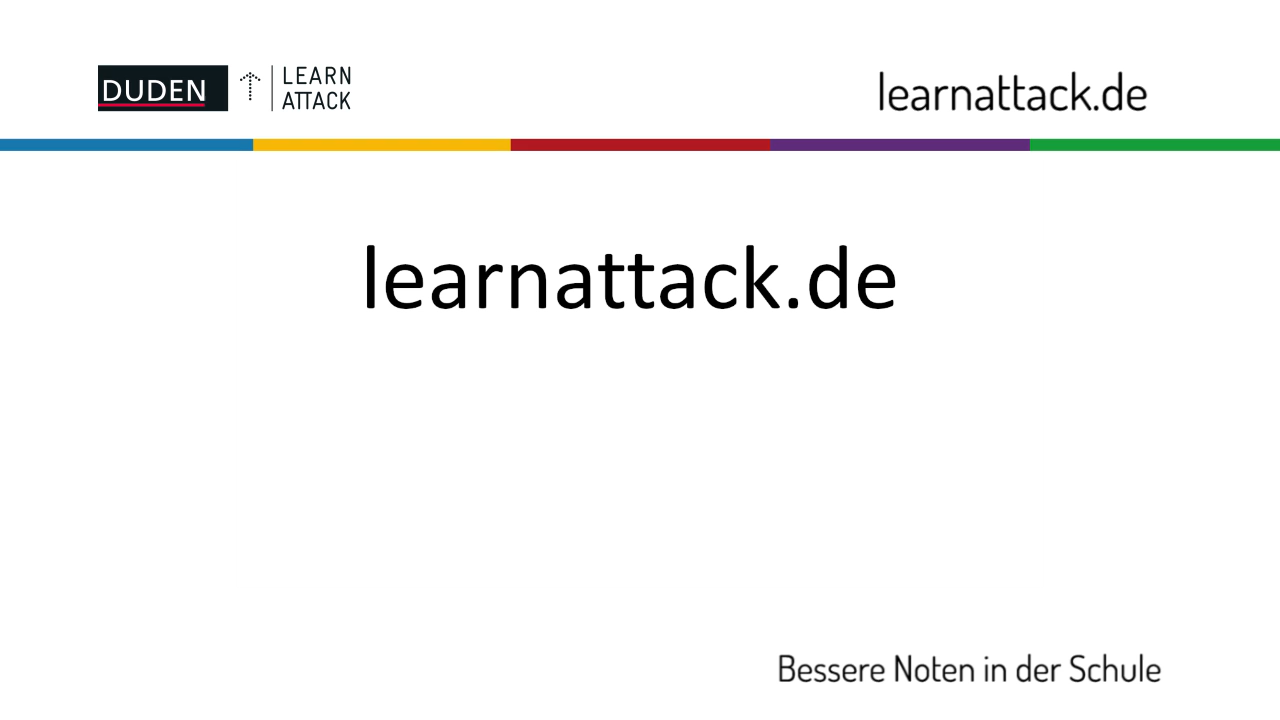 DUDEN
LEARN
ATTACK
learnattack.de
learnattack.de
Bessere Noten in der Schule